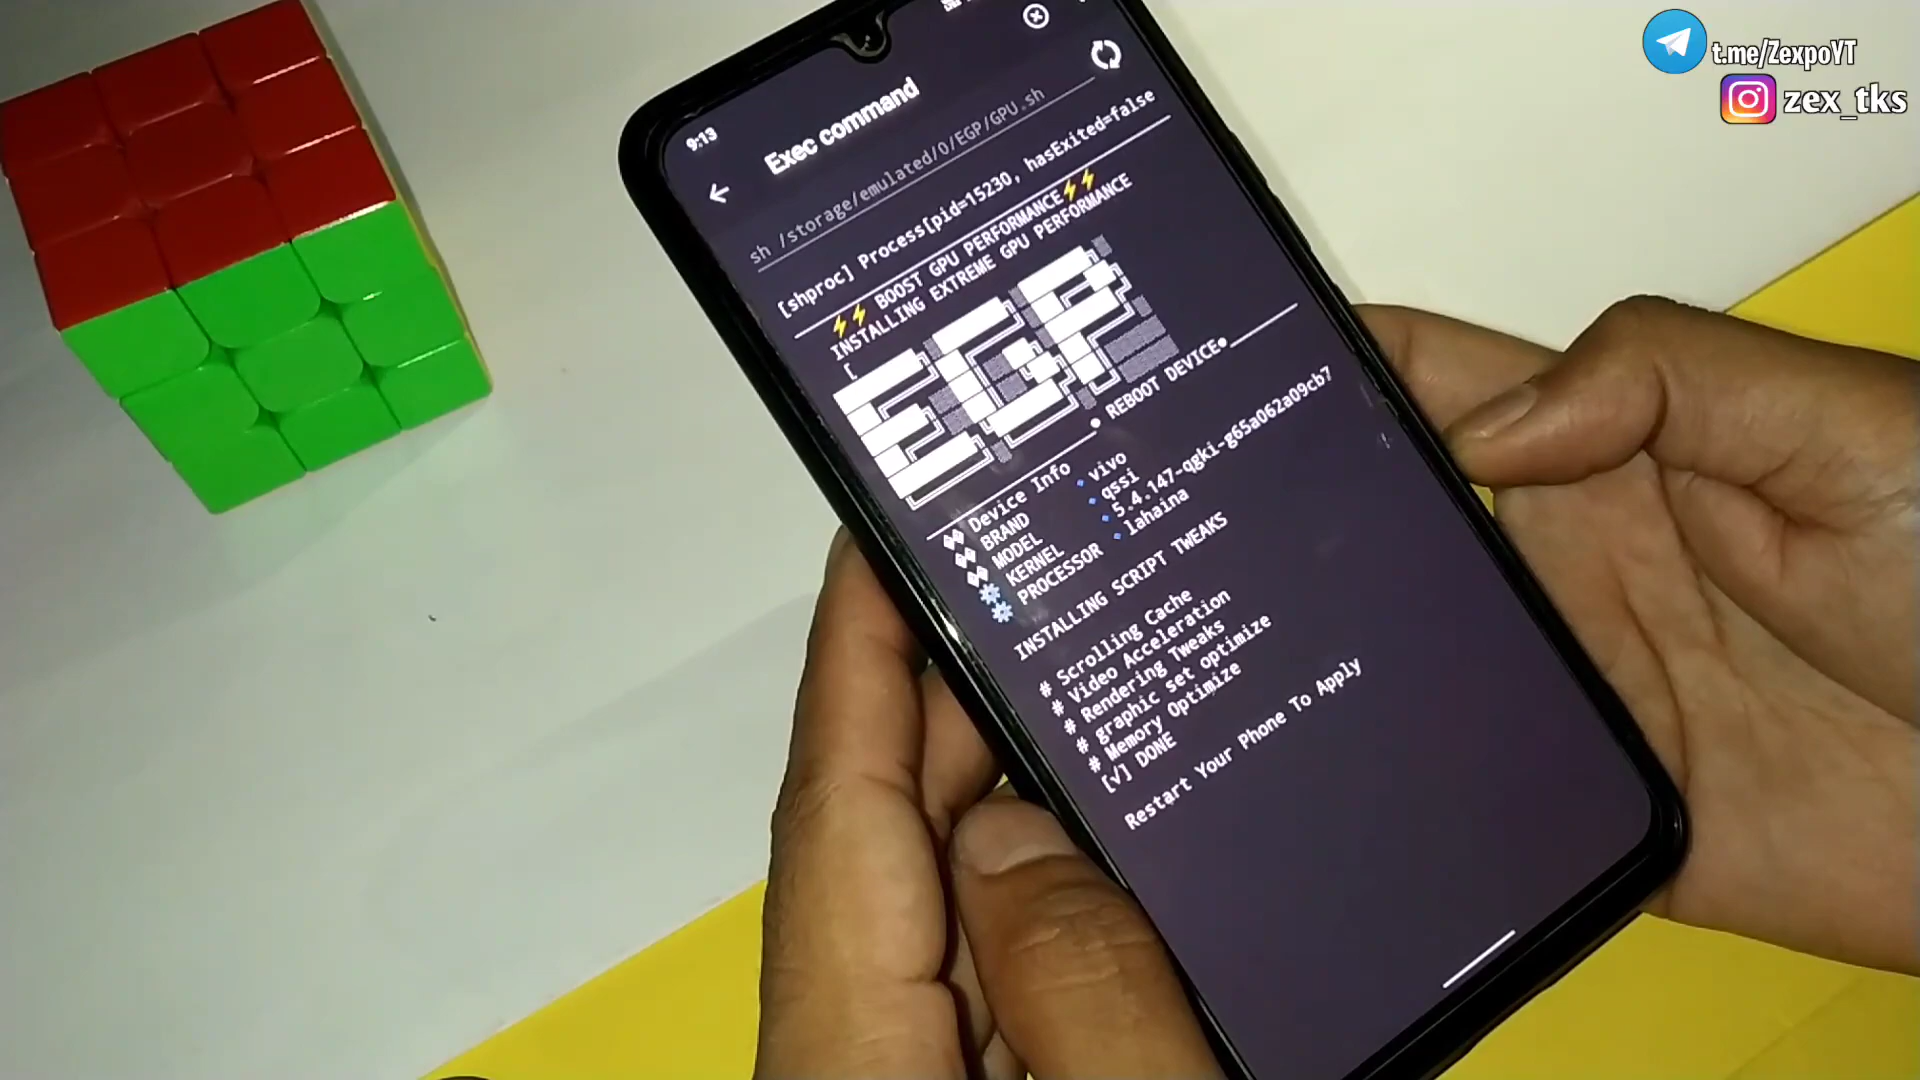 t.me/ZexpoYT
zex_tks
9:13
Exec command
sh /storage/emulated/0/EGP/GPU.sh
[shproc] Process[pid=15230, hasExited=false
⚡⚡ BOOST GPU PERFORMANCE⚡⚡
INSTALLING EXTREME GPU PERFORMANCE
[
EGP
• REBOOT DEVICE•
Device Info
BRAND • vivo
MODEL • qssi
KERNEL • 5.4.147-qgki-g65a062a09cb7
PROCESSOR • lahaina
INSTALLING SCRIPT TWEAKS
# Scrolling Cache
# Video Acceleration
# Rendering Tweaks
# graphic set optimize
# Memory Optimize
[√] DONE
Restart Your Phone To Apply